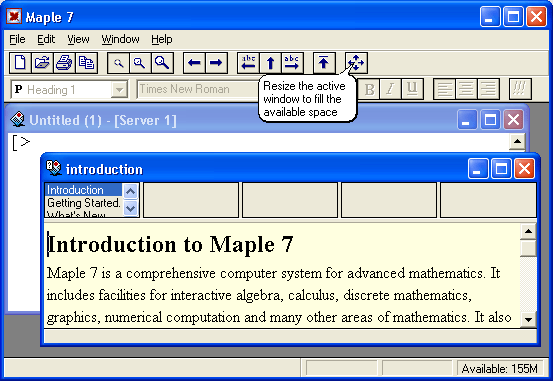 Maple 7
File Edit View Window Help
abc abc
P Heading 1 Times New Roman B I u
Resize the active
window to fill the
available space
Untitled (1) - [Server 1]
[>
introduction
Introduction
Getting Started.
What's New
Introduction to Maple 7
Maple 7 is a comprehensive computer system for advanced mathematics. It
includes facilities for interactive algebra, calculus, discrete mathematics,
graphics, numerical computation and many other areas of mathematics. It also
Available: 155M